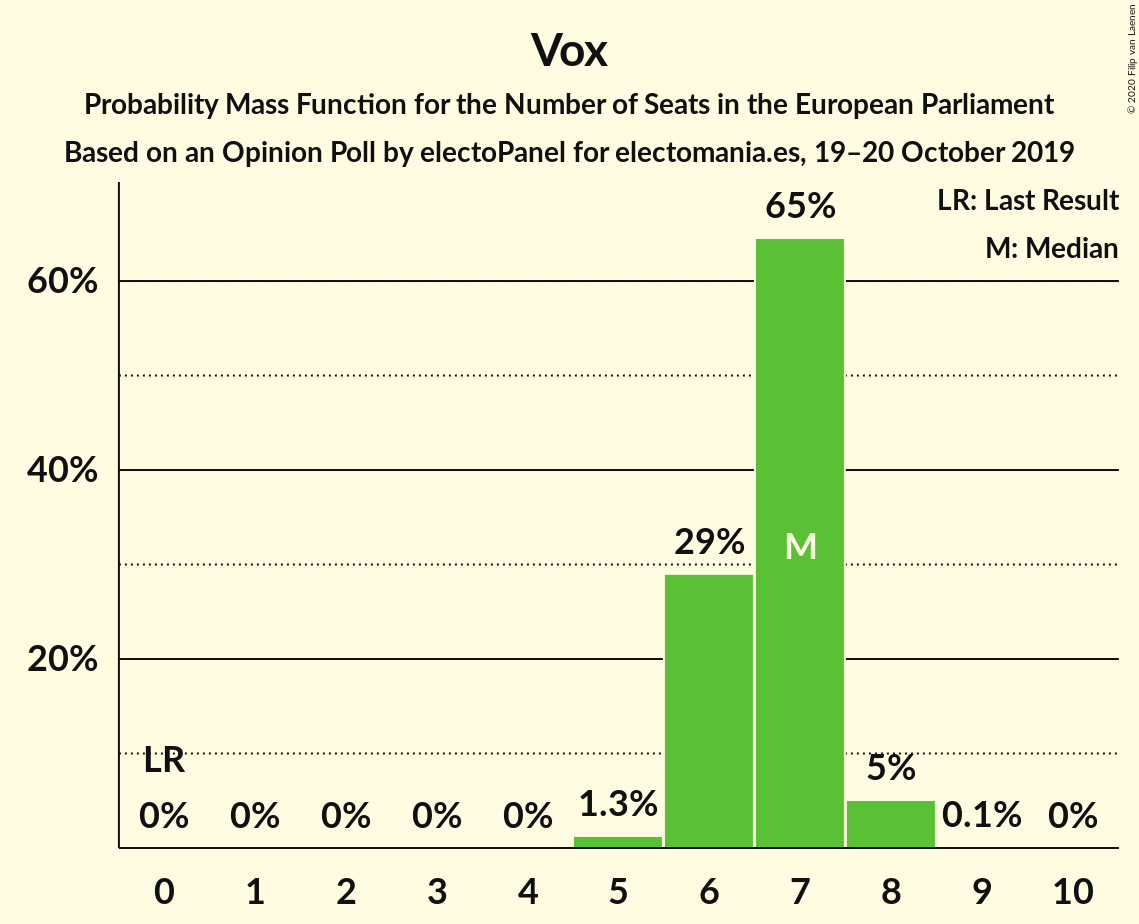 Vox
Probability Mass Function for the Number of Seats in the European Parliament
Based on an Opinion Poll by electoPanel for electomania.es, 19–20 October 2019
© 2020 Filip van Laenen
LR: Last Result
M: Median
60%
40%
20%
LR
0%
0%
0%
0%
0%
1.3%
29%
65%
M
5%
0.1%
0%
0 1 2 3 4 5 6 7 8 9 10